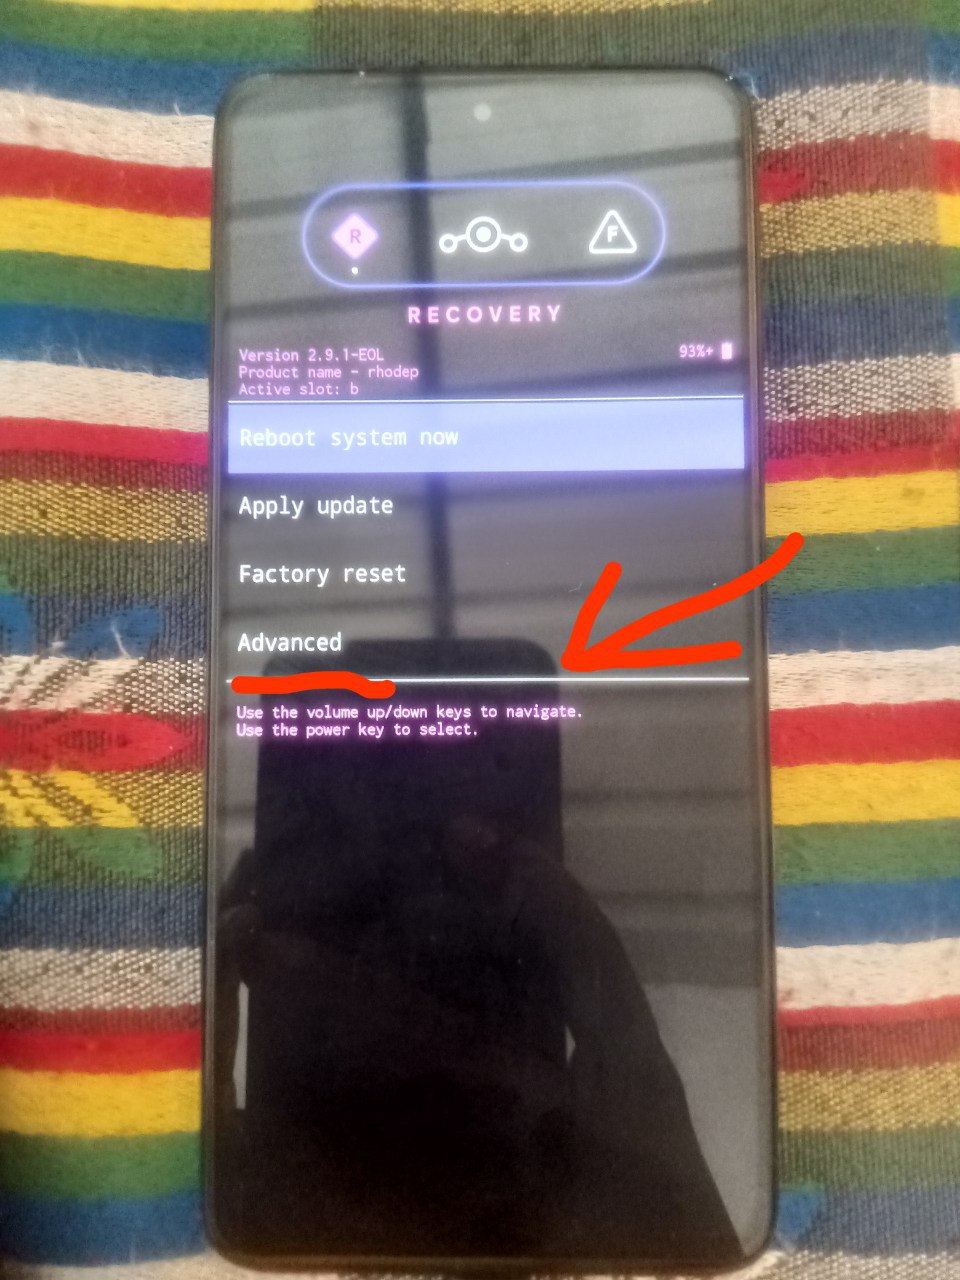 R
F
RECOVERY
Version 2.9.1-EOL
93%+
Product name - rhodep
Active slot: b
Reboot system now
Apply update
Factory reset
Advanced
Use the volume up/down keys to navigate.
Use the power key to select.